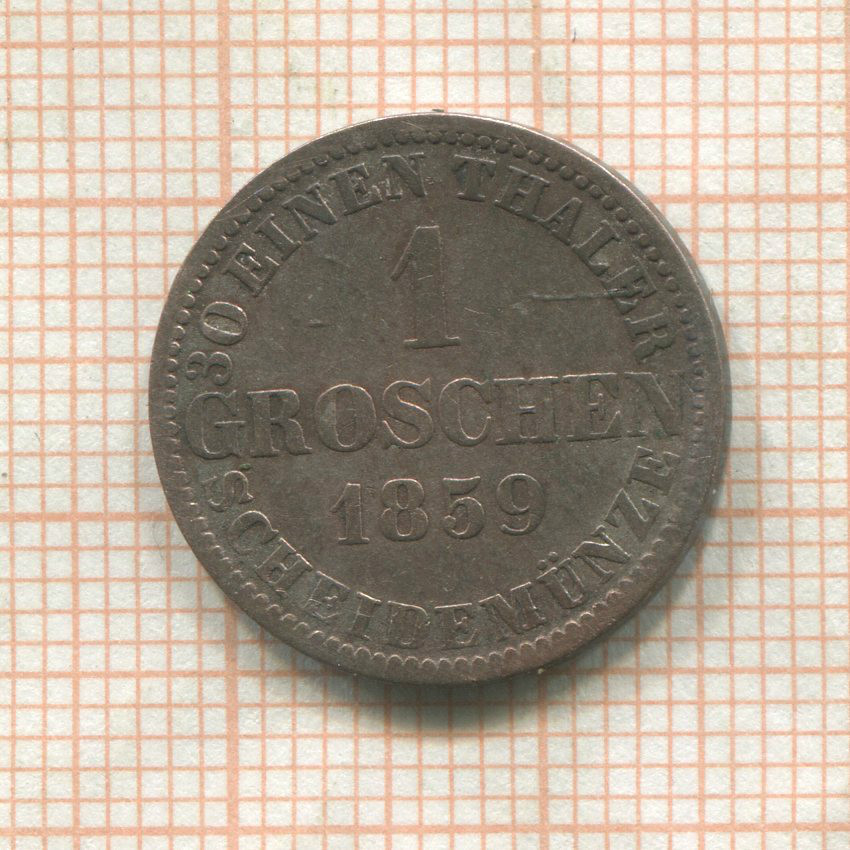 30 EINEN THALER
1
GROSCHEN
1859
SCHEIDEMÜNZE